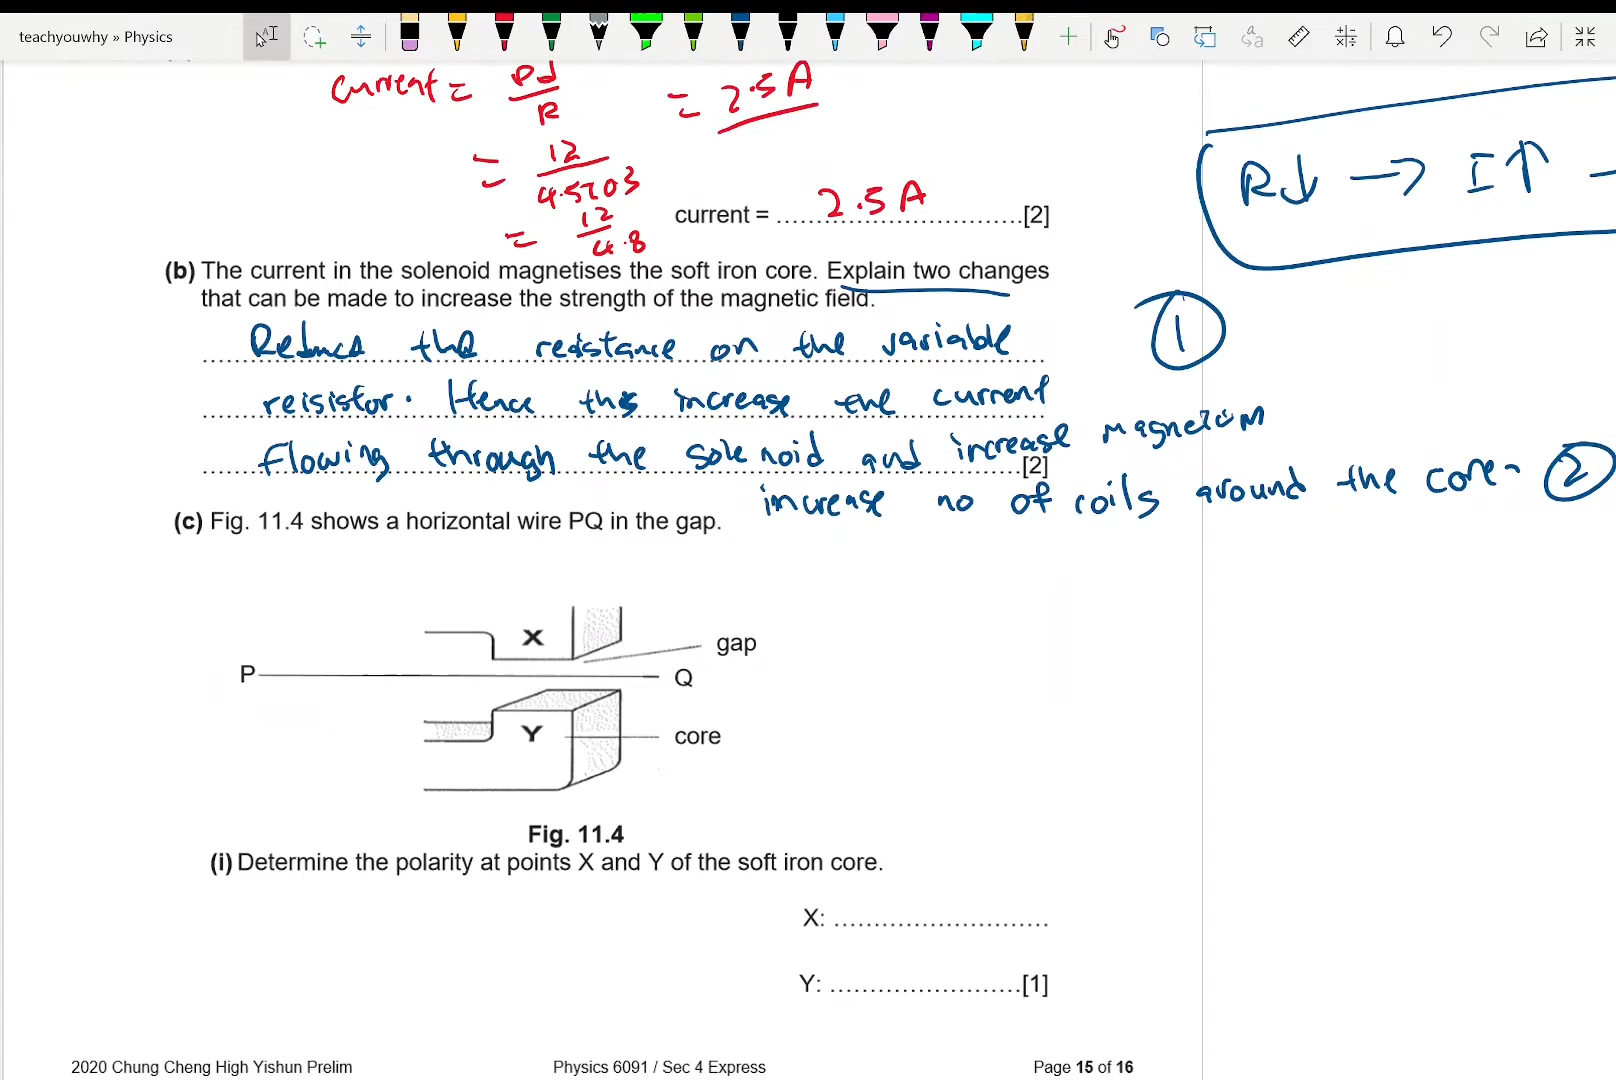 teachyouwhy » Physics
Current = Pd / R = 2.5 A
= 12 / 4.5703
= 12 / 4.8
current = 2.5 A [2]
R↓ → I↑ →
(b) The current in the solenoid magnetises the soft iron core. Explain two changes
that can be made to increase the strength of the magnetic field.
Reduce the resistance on the variable
1
reisistor. Hence this increase the current
flowing through the solenoid and increase magnetism
[2]
increase no of coils around the core. 2
(c) Fig. 11.4 shows a horizontal wire PQ in the gap.
X
gap
P
Q
Y
core
Fig. 11.4
(i) Determine the polarity at points X and Y of the soft iron core.
X: ...........................
Y: ........................[1]
2020 Chung Cheng High Yishun Prelim
Physics 6091 / Sec 4 Express
Page 15 of 16